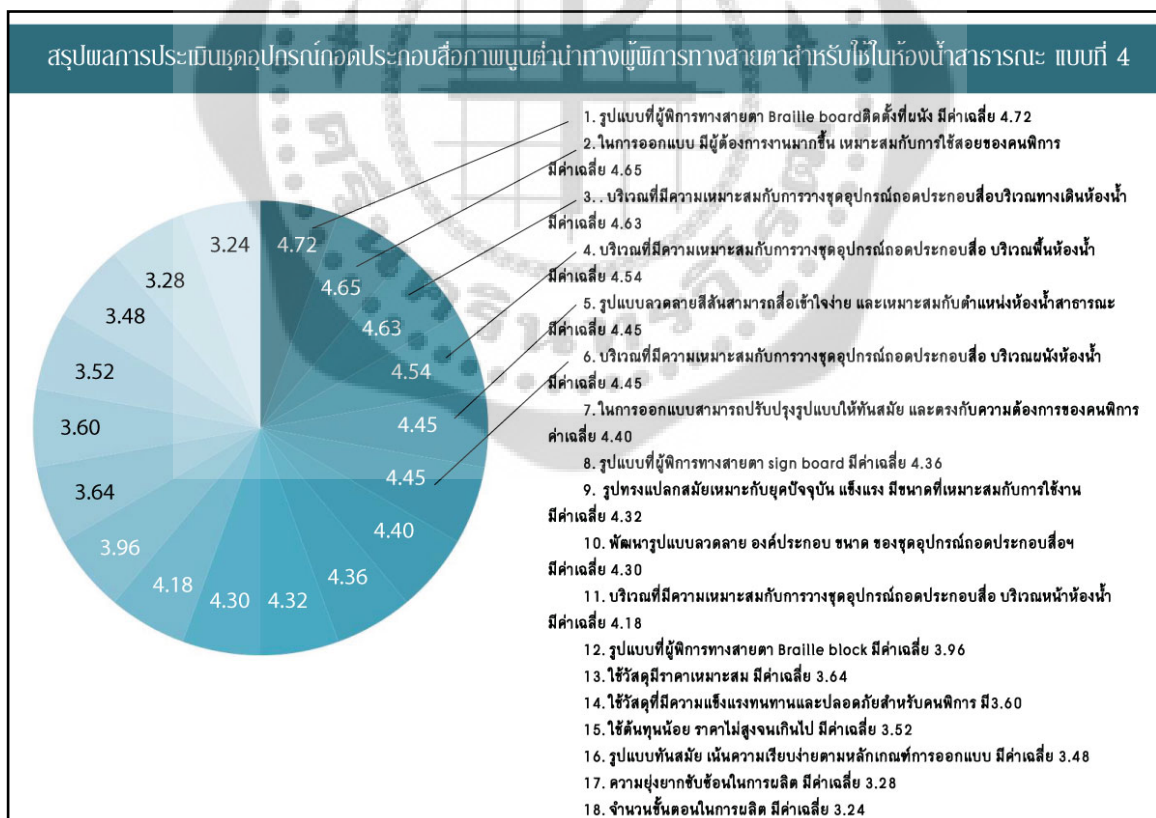 สรุปผลการประเมินชุดอุปกรณ์ถอดประกอบสื่อภาพนูนต่ำนำทางผู้พิการทางสายตาสำหรับใช้ในห้องน้ำสาธารณะ แบบที่ 4
1. รูปแบบที่ผู้พิการทางสายตา Braille boardติดตั้งที่ผนัง มีค่าเฉลี่ย 4.72
2. ในการออกแบบ มีผู้ต้องการงานมากขึ้น เหมาะสมกับการใช้สอยของคนพิการ
มีค่าเฉลี่ย 4.65
3. . บริเวณที่มีความเหมาะสมกับการวางชุดอุปกรณ์ถอดประกอบสื่อบริเวณทางเดินห้องน้ำ
มีค่าเฉลี่ย 4.63
4. บริเวณที่มีความเหมาะสมกับการวางชุดอุปกรณ์ถอดประกอบสื่อ บริเวณพื้นห้องน้ำ
มีค่าเฉลี่ย 4.54
5. รูปแบบลวดลายสีสันสามารถสื่อเข้าใจง่าย และเหมาะสมกับตำแหน่งห้องน้ำสาธารณะ
มีค่าเฉลี่ย 4.45
6. บริเวณที่มีความเหมาะสมกับการวางชุดอุปกรณ์ถอดประกอบสื่อ บริเวณผนังห้องน้ำ
มีค่าเฉลี่ย 4.45
7. ในการออกแบบสามารถปรับปรุงรูปแบบให้ทันสมัย และตรงกับความต้องการของคนพิการ
ค่าเฉลี่ย 4.40
8. รูปแบบที่ผู้พิการทางสายตา sign board มีค่าเฉลี่ย 4.36
9. รูปทรงแปลกสมัยเหมาะกับยุคปัจจุบัน แข็งแรง มีขนาดที่เหมาะสมกับการใช้งาน
มีค่าเฉลี่ย 4.32
10. พัฒนารูปแบบลวดลาย องค์ประกอบ ขนาด ของชุดอุปกรณ์ถอดประกอบสื่อฯ
มีค่าเฉลี่ย 4.30
11. บริเวณที่มีความเหมาะสมกับการวางชุดอุปกรณ์ถอดประกอบสื่อ บริเวณหน้าห้องน้ำ
มีค่าเฉลี่ย 4.18
12. รูปแบบที่ผู้พิการทางสายตา Braille block มีค่าเฉลี่ย 3.96
13. ใช้วัสดุมีราคาเหมาะสม มีค่าเฉลี่ย 3.64
14. ใช้วัสดุที่มีความแข็งแรงทนทานและปลอดภัยสำหรับคนพิการ มี3.60
15. ใช้ต้นทุนน้อย ราคาไม่สูงจนเกินไป มีค่าเฉลี่ย 3.52
16. รูปแบบทันสมัย เน้นความเรียบง่ายตามหลักเกณฑ์การออกแบบ มีค่าเฉลี่ย 3.48
17. ความยุ่งยากซับซ้อนในการผลิต มีค่าเฉลี่ย 3.28
18. จำนวนขั้นตอนในการผลิต มีค่าเฉลี่ย 3.24
4.72
4.65
4.63
4.54
4.45
4.45
4.40
4.36
4.32
4.30
4.18
3.96
3.64
3.60
3.52
3.48
3.28
3.24